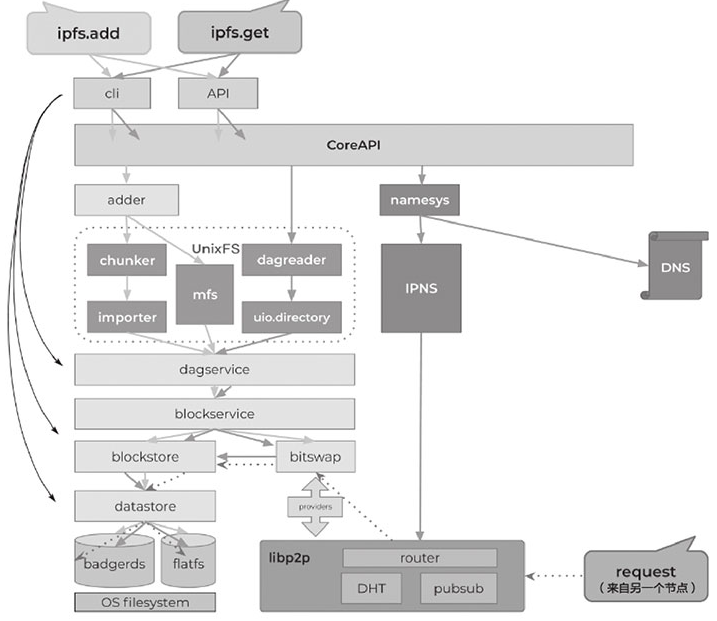 ipfs.add
ipfs.get
cli
API
CoreAPI
adder
namesys
UnixFS
chunker
dagreader
DNS
mfs
IPNS
importer
uio.directory
dagservice
blockservice
blockstore
bitswap
datastore
providers
badgerds
flatfs
libp2p
router
DHT
pubsub
request
(来自另一个节点)
OS filesystem